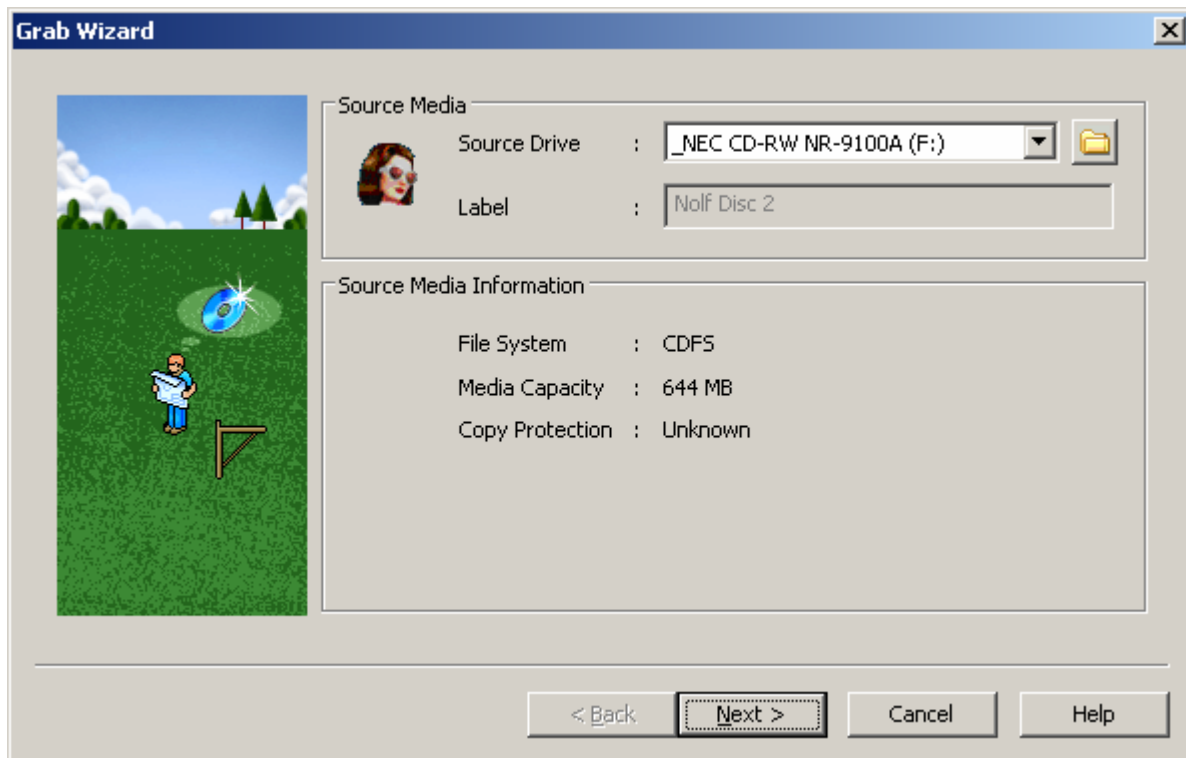 Grab Wizard
Source Media
Source Drive : _NEC CD-RW NR-9100A (F:)
Label : Nolf Disc 2
Source Media Information
File System : CDFS
Media Capacity : 644 MB
Copy Protection : Unknown
< Back Next > Cancel Help